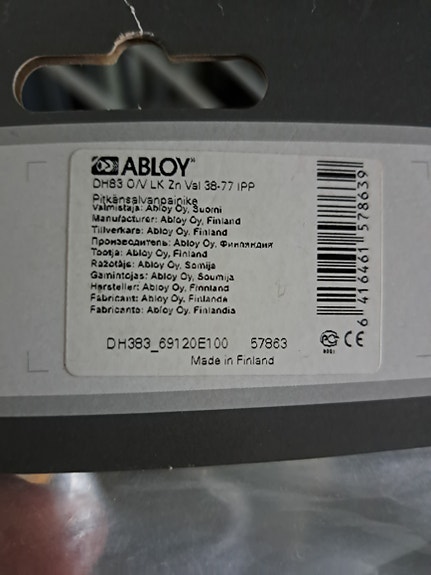 ABLOY
DH83 O/V LK Zn Val 38-77 IPP
Pitkänsalvanpainike
Valmistaja: Abloy Oy, Suomi
Manufacturer: Abloy Oy, Finland
Tillverkare: Abloy Oy, Finland
Производитель: Abloy Oy, Финляндия
Tootja: Abloy Oy, Finland
Ražotājs: Abloy Oy, Somija
Gamintojas: Abloy Oy, Suomija
Hersteller: Abloy Oy, Finnland
Fabricant: Abloy Oy, Finlande
Fabricante: Abloy Oy, Finlandia
DH383_69120E100 57863
Made in Finland
6 416461 578639
CE